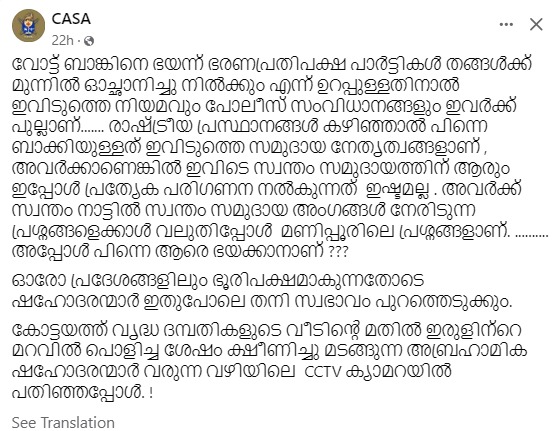 CASA
22h ·
വോട്ട് ബാങ്കിനെ ഭയന്ന് ഭരണപ്രതിപക്ഷ പാർട്ടികൾ തങ്ങൾക്ക്
മുന്നിൽ ഓച്ഛാനിച്ചു നിൽക്കും എന്ന് ഉറപ്പുള്ളതിനാൽ
ഇവിടുത്തെ നിയമവും പോലീസ് സംവിധാനങ്ങളും ഇവർക്ക്
പുല്ലാണ്....... രാഷ്ട്രീയ പ്രസ്ഥാനങ്ങൾ കഴിഞ്ഞാൽ പിന്നെ
ബാക്കിയുള്ളത് ഇവിടുത്തെ സമുദായ നേതൃത്വങ്ങളാണ് ,
അവർക്കാണെങ്കിൽ ഇവിടെ സ്വന്തം സമുദായത്തിന് ആരും
ഇപ്പോൾ പ്രത്യേക പരിഗണന നൽകുന്നത് ഇഷ്ടമല്ല . അവർക്ക്
സ്വന്തം നാട്ടിൽ സ്വന്തം സമുദായ അംഗങ്ങൾ നേരിടുന്ന
പ്രശ്നങ്ങളെക്കാൾ വലുതിപ്പോൾ മണിപ്പൂരിലെ പ്രശ്നങ്ങളാണ്. ..........
അപ്പോൾ പിന്നെ ആരെ ഭയക്കാനാണ് ???
ഓരോ പ്രദേശങ്ങളിലും ഭൂരിപക്ഷമാകുന്നതോടെ
ഷഹോദരന്മാർ ഇതുപോലെ തനി സ്വഭാവം പുറത്തെടുക്കും.
കോട്ടയത്ത് വൃദ്ധ ദമ്പതികളുടെ വീടിന്റെ മതിൽ ഇരുളിന്റെ
മറവിൽ പൊളിച്ച ശേഷം ക്ഷീണിച്ചു മടങ്ങുന്ന അബ്രഹാമിക
ഷഹോദരന്മാർ വരുന്ന വഴിയിലെ CCTV ക്യാമറയിൽ
പതിഞ്ഞപ്പോൾ. !
See Translation